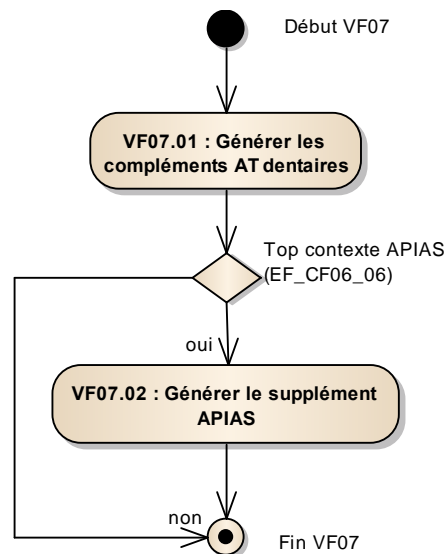 Début VF07
VF07.01 : Générer les
compléments AT dentaires
Top contexte APIAS
(EF_CF06_06)
oui
VF07.02 : Générer le supplément
APIAS
non
Fin VF07